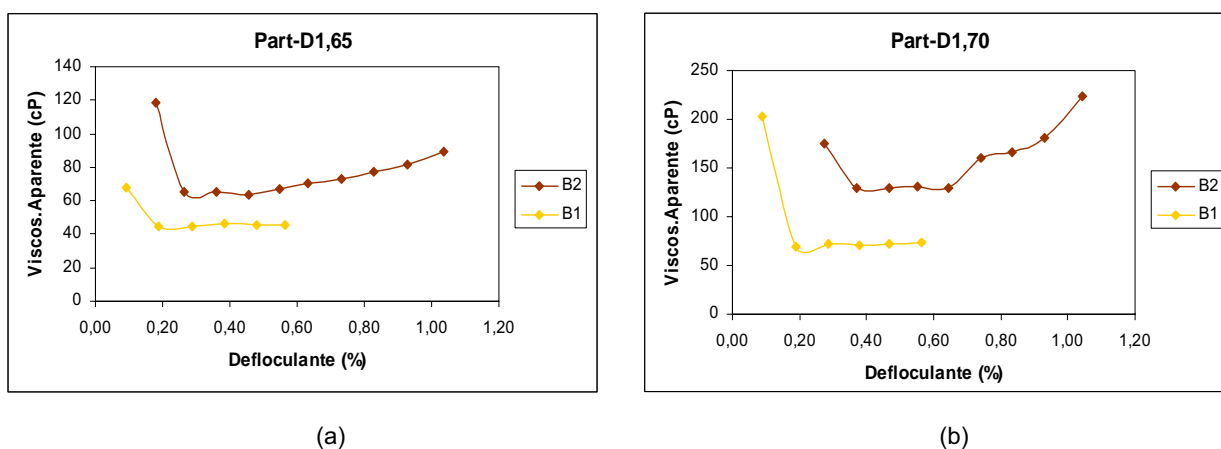 Part-D1,65
Viscos.Aparente (cP)
140
120
100
80
60
40
20
0
0,00 0,20 0,40 0,60 0,80 1,00 1,20
Defloculante (%)
B2
B1
(a)
Part-D1,70
Viscos.Aparente (cP)
250
200
150
100
50
0
0,00 0,20 0,40 0,60 0,80 1,00 1,20
Defloculante (%)
B2
B1
(b)